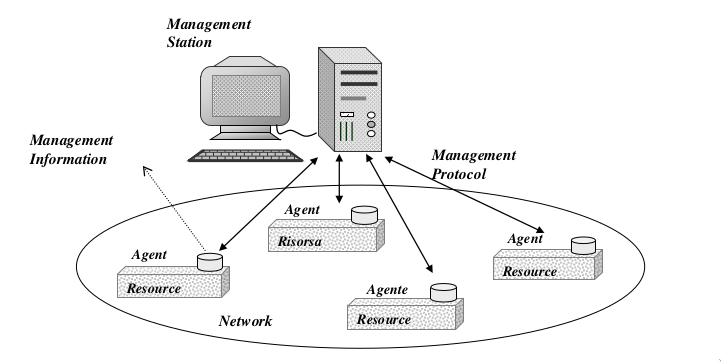 Management
Station
Management
Information
Management
Protocol
Agent
Risorsa
Agent
Resource
Agent
Resource
Agente
Resource
Network